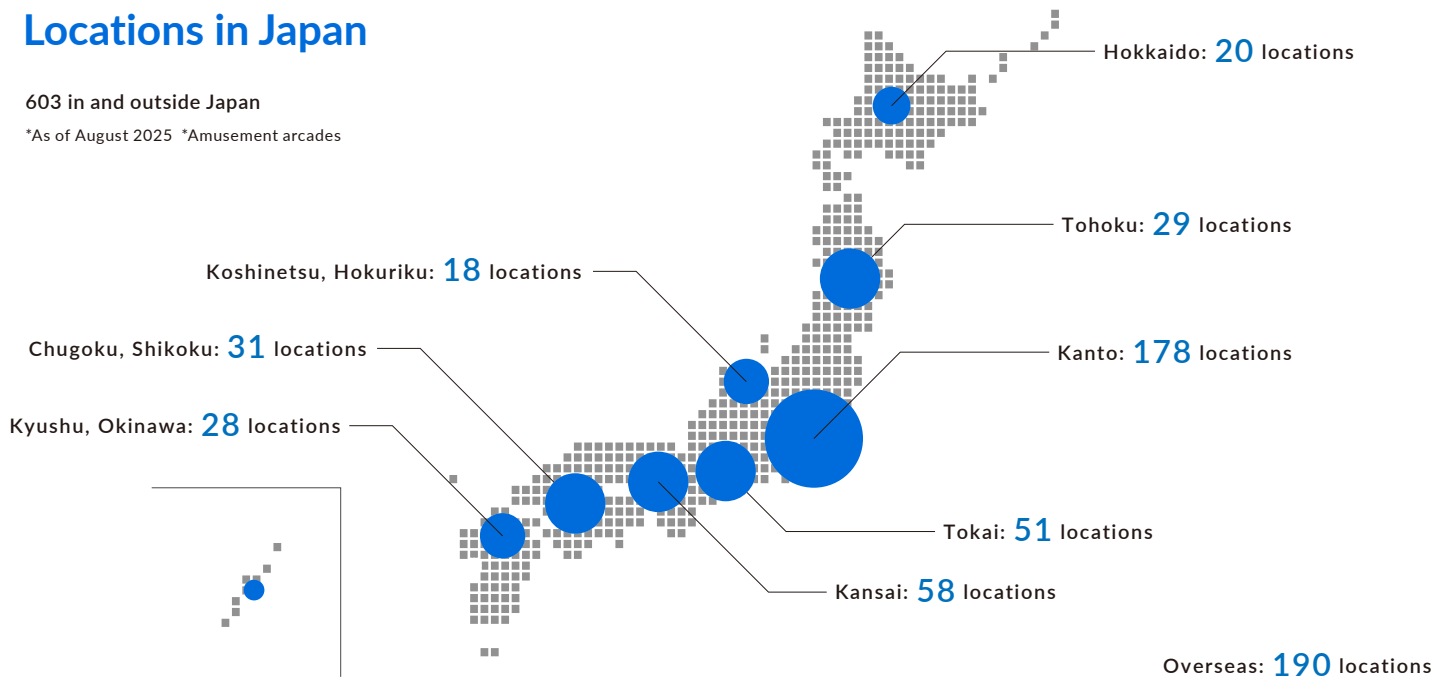 Locations in Japan
603 in and outside Japan
*As of August 2025 *Amusement arcades
Hokkaido: 20 locations
Tohoku: 29 locations
Koshinetsu, Hokuriku: 18 locations
Chugoku, Shikoku: 31 locations
Kanto: 178 locations
Kyushu, Okinawa: 28 locations
Tokai: 51 locations
Kansai: 58 locations
Overseas: 190 locations